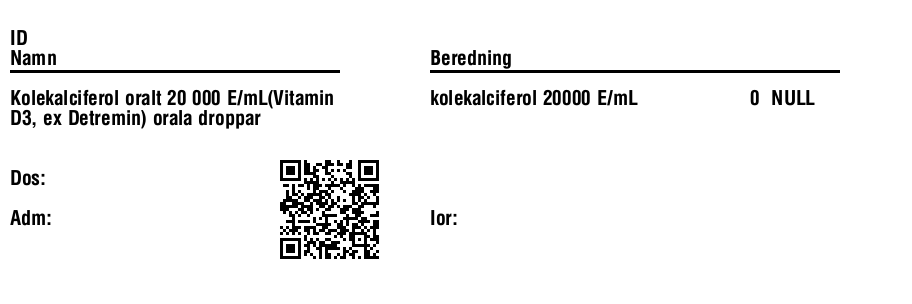 ID
Namn
Beredning
Kolekalciferol oralt 20 000 E/mL(Vitamin
D3, ex Detremin) orala droppar
kolekalciferol 20000 E/mL 0 NULL
Dos:
Adm:
Ior: